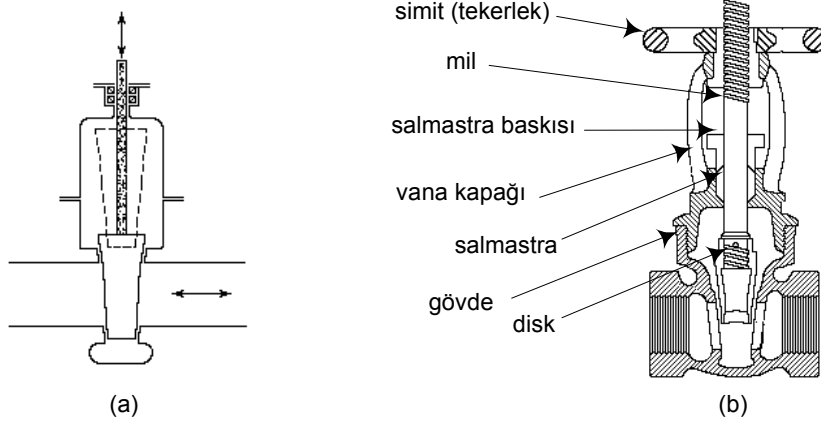 simit (tekerlek)
mil
salmastra baskısı
vana kapağı
salmastra
gövde
disk
(a)
(b)